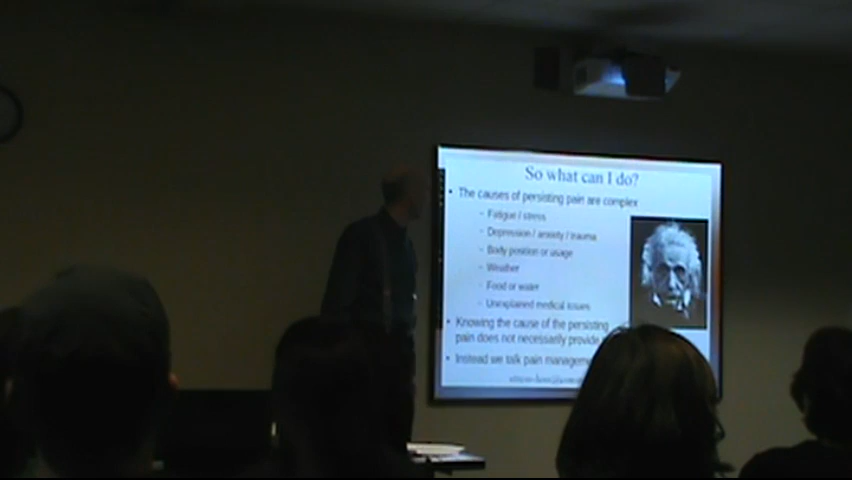 So what can I do?
• The causes of persisting pain are complex
- Fatigue / stress
- Depression / anxiety / trauma
- Body position or usage
- Weather
- Food or water
- Unexplained medical issues
• Knowing the cause of the persisting
pain does not necessarily provide
• Instead we talk pain